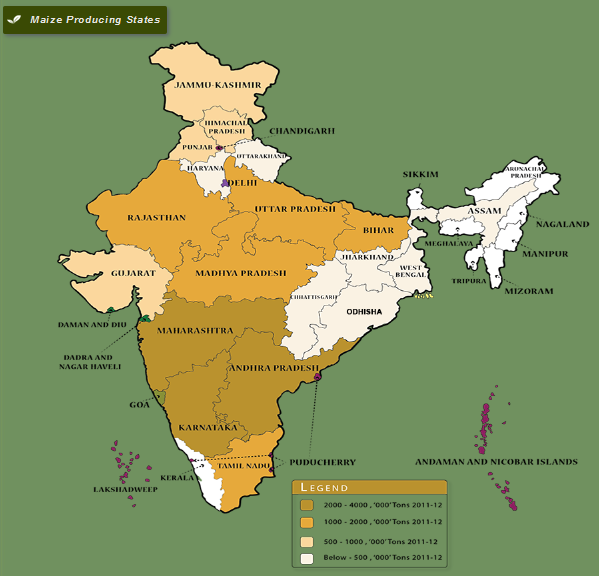 Maize Producing States
JAMMU-KASHMIR
HIMACHAL
PRADESH
CHANDIGARH
PUNJAB
UTTARAKHAND
HARYANA
DELHI
SIKKIM
ARUNACHAL
PRADESH
RAJASTHAN
UTTAR PRADESH
BIHAR
ASSAM
NAGALAND
MEGHALAYA
MANIPUR
GUJARAT
MADHYA PRADESH
JHARKHAND
WEST
BENGAL
TRIPURA
MIZORAM
CHHATTISGARH
ODHISHA
DAMAN AND DIU
MAHARASHTRA
DADRA AND
NAGAR HAVELI
ANDHRA PRADESH
GOA
KARNATAKA
PUDUCHERRY
ANDAMAN AND NICOBAR ISLANDS
TAMIL NADU
KERALA
LAKSHADWEEP
LEGEND
2000 - 4000 ,'000'Tons 2011-12
1000 - 2000 ,'000'Tons 2011-12
500 - 1000 ,'000'Tons 2011-12
Below - 500 ,'000'Tons 2011-12